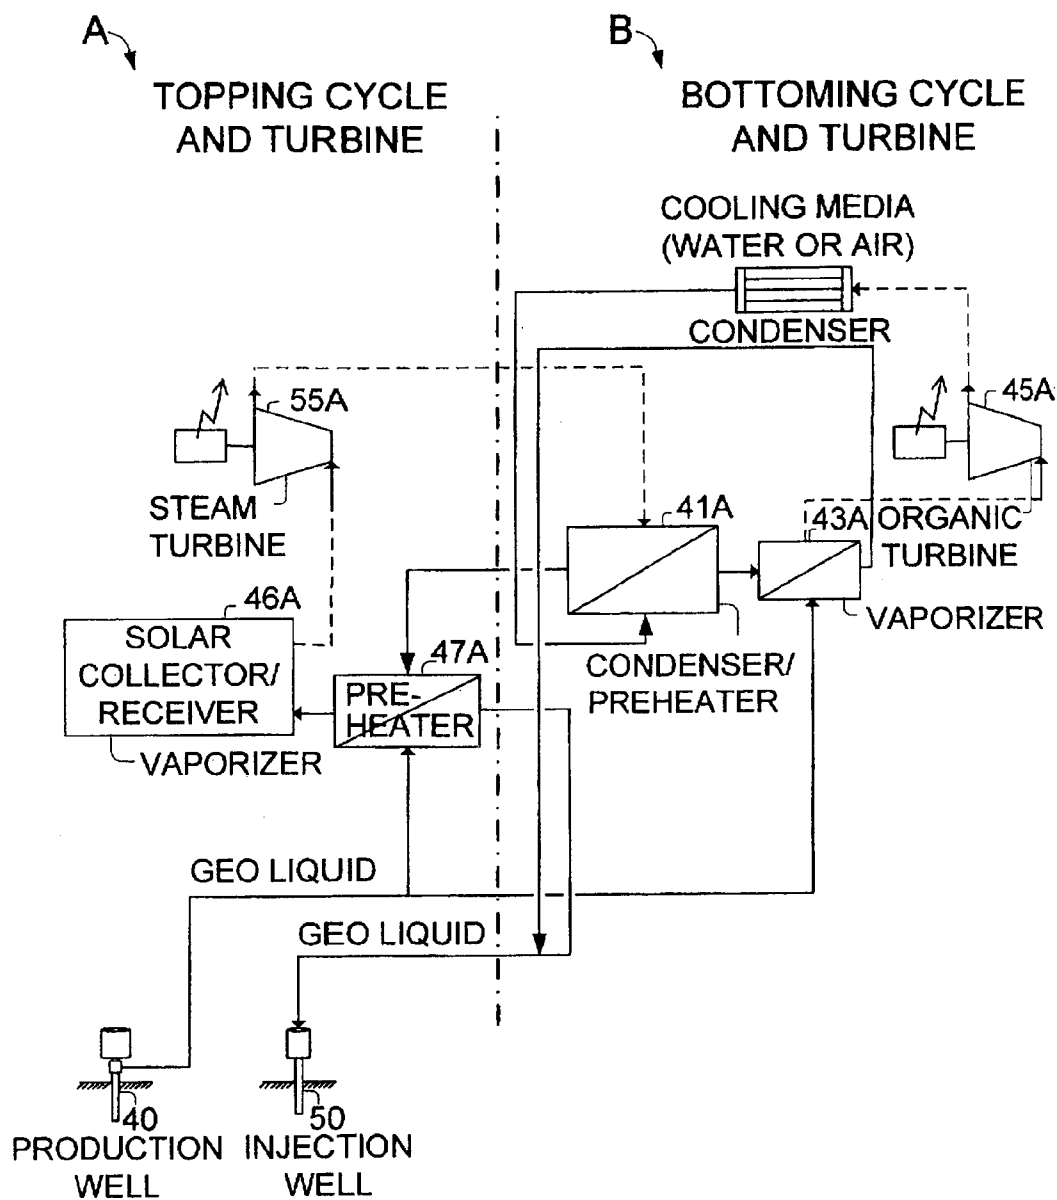 A
B
TOPPING CYCLE
AND TURBINE
BOTTOMING CYCLE
AND TURBINE
COOLING MEDIA
(WATER OR AIR)
CONDENSER
55A
45A
STEAM
TURBINE
41A
43A
ORGANIC
TURBINE
46A
VAPORIZER
SOLAR
COLLECTOR/
RECEIVER
47A
PRE-
HEATER
CONDENSER/
PREHEATER
VAPORIZER
GEO LIQUID
GEO LIQUID
40
PRODUCTION
WELL
50
INJECTION
WELL